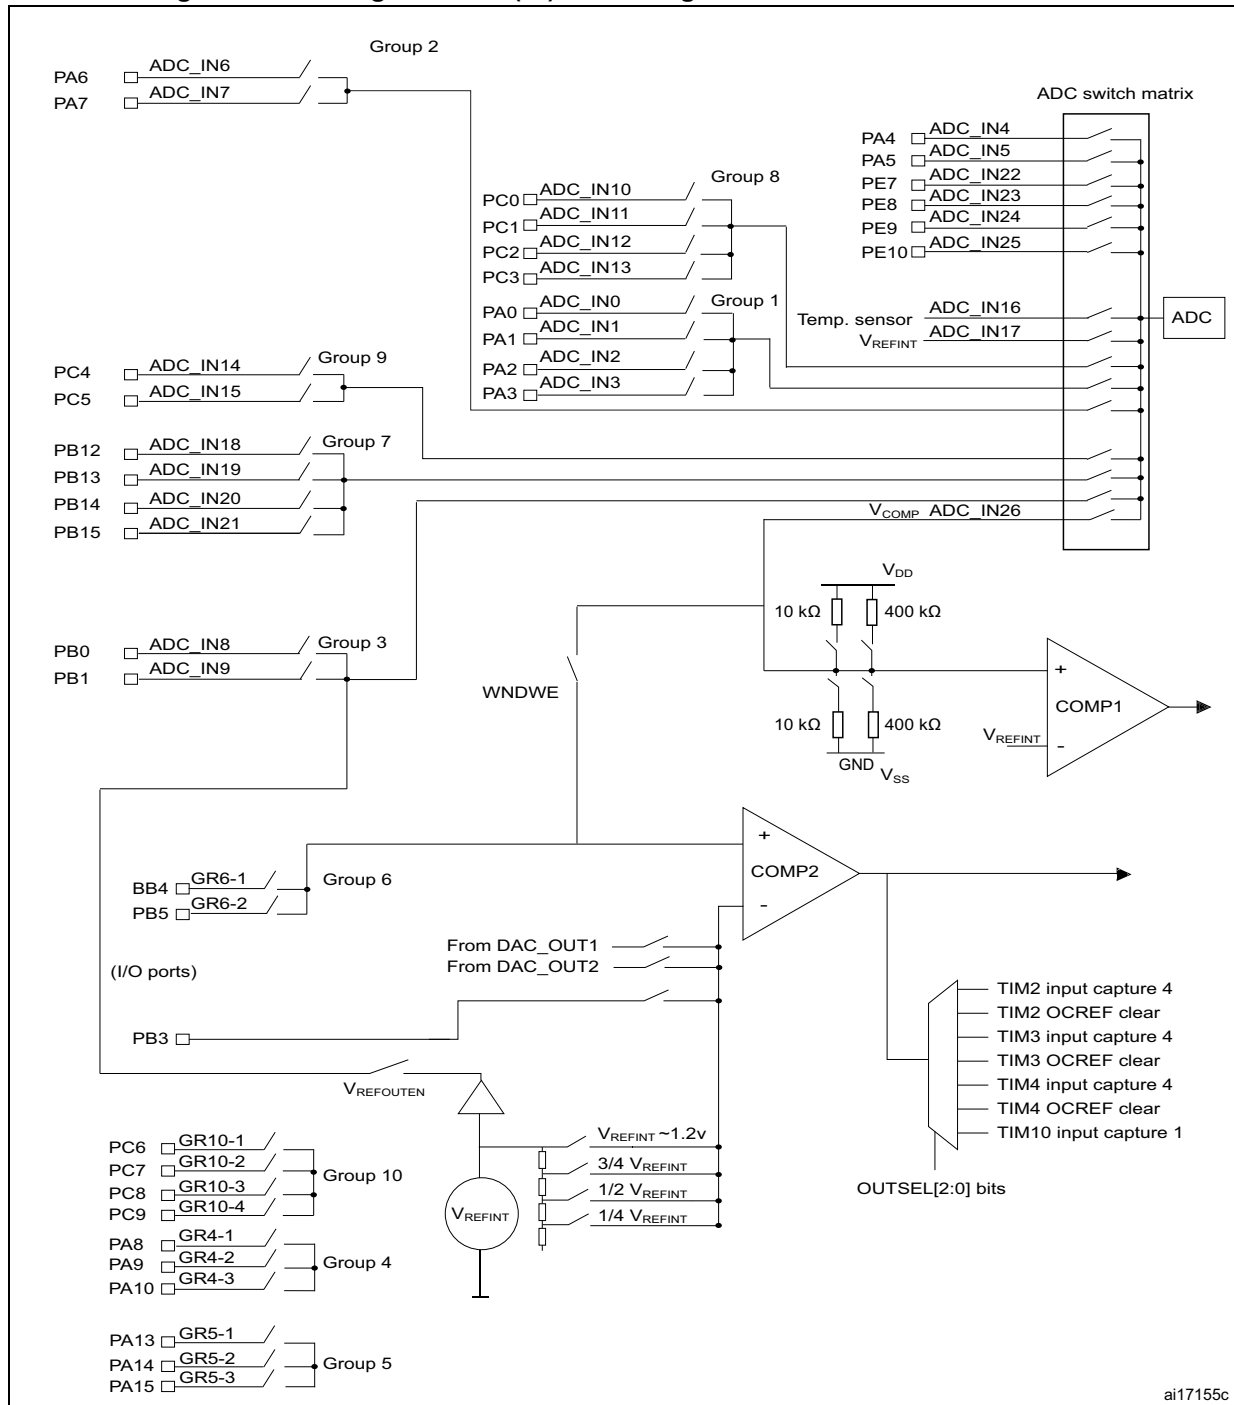 Group 2
PA6 ADC_IN6
PA7 ADC_IN7
ADC switch matrix
PA4 ADC_IN4
PA5 ADC_IN5
PE7 ADC_IN22
PE8 ADC_IN23
PE9 ADC_IN24
PE10 ADC_IN25
Group 8
PC0 ADC_IN10
PC1 ADC_IN11
PC2 ADC_IN12
PC3 ADC_IN13
Group 1
PA0 ADC_IN0
PA1 ADC_IN1
PA2 ADC_IN2
PA3 ADC_IN3
Temp. sensor ADC_IN16
VREFINT ADC_IN17
ADC
Group 9
PC4 ADC_IN14
PC5 ADC_IN15
Group 7
PB12 ADC_IN18
PB13 ADC_IN19
PB14 ADC_IN20
PB15 ADC_IN21
VCOMP ADC_IN26
VDD
10 kΩ 400 kΩ
Group 3
PB0 ADC_IN8
PB1 ADC_IN9
WNDWE
+
COMP1
VREFINT -
10 kΩ 400 kΩ
GND VSS
+
COMP2
-
BB4 GR6-1
PB5 GR6-2
Group 6
From DAC_OUT1
From DAC_OUT2
(I/O ports)
PB3
VREFOUTEN
TIM2 input capture 4
TIM2 OCREF clear
TIM3 input capture 4
TIM3 OCREF clear
TIM4 input capture 4
TIM4 OCREF clear
TIM10 input capture 1
OUTSEL[2:0] bits
VREFINT ~1.2v
3/4 VREFINT
1/2 VREFINT
1/4 VREFINT
VREFINT
PC6 GR10-1
PC7 GR10-2
PC8 GR10-3
PC9 GR10-4
Group 10
PA8 GR4-1
PA9 GR4-2
PA10 GR4-3
Group 4
PA13 GR5-1
PA14 GR5-2
PA15 GR5-3
Group 5
ai17155c